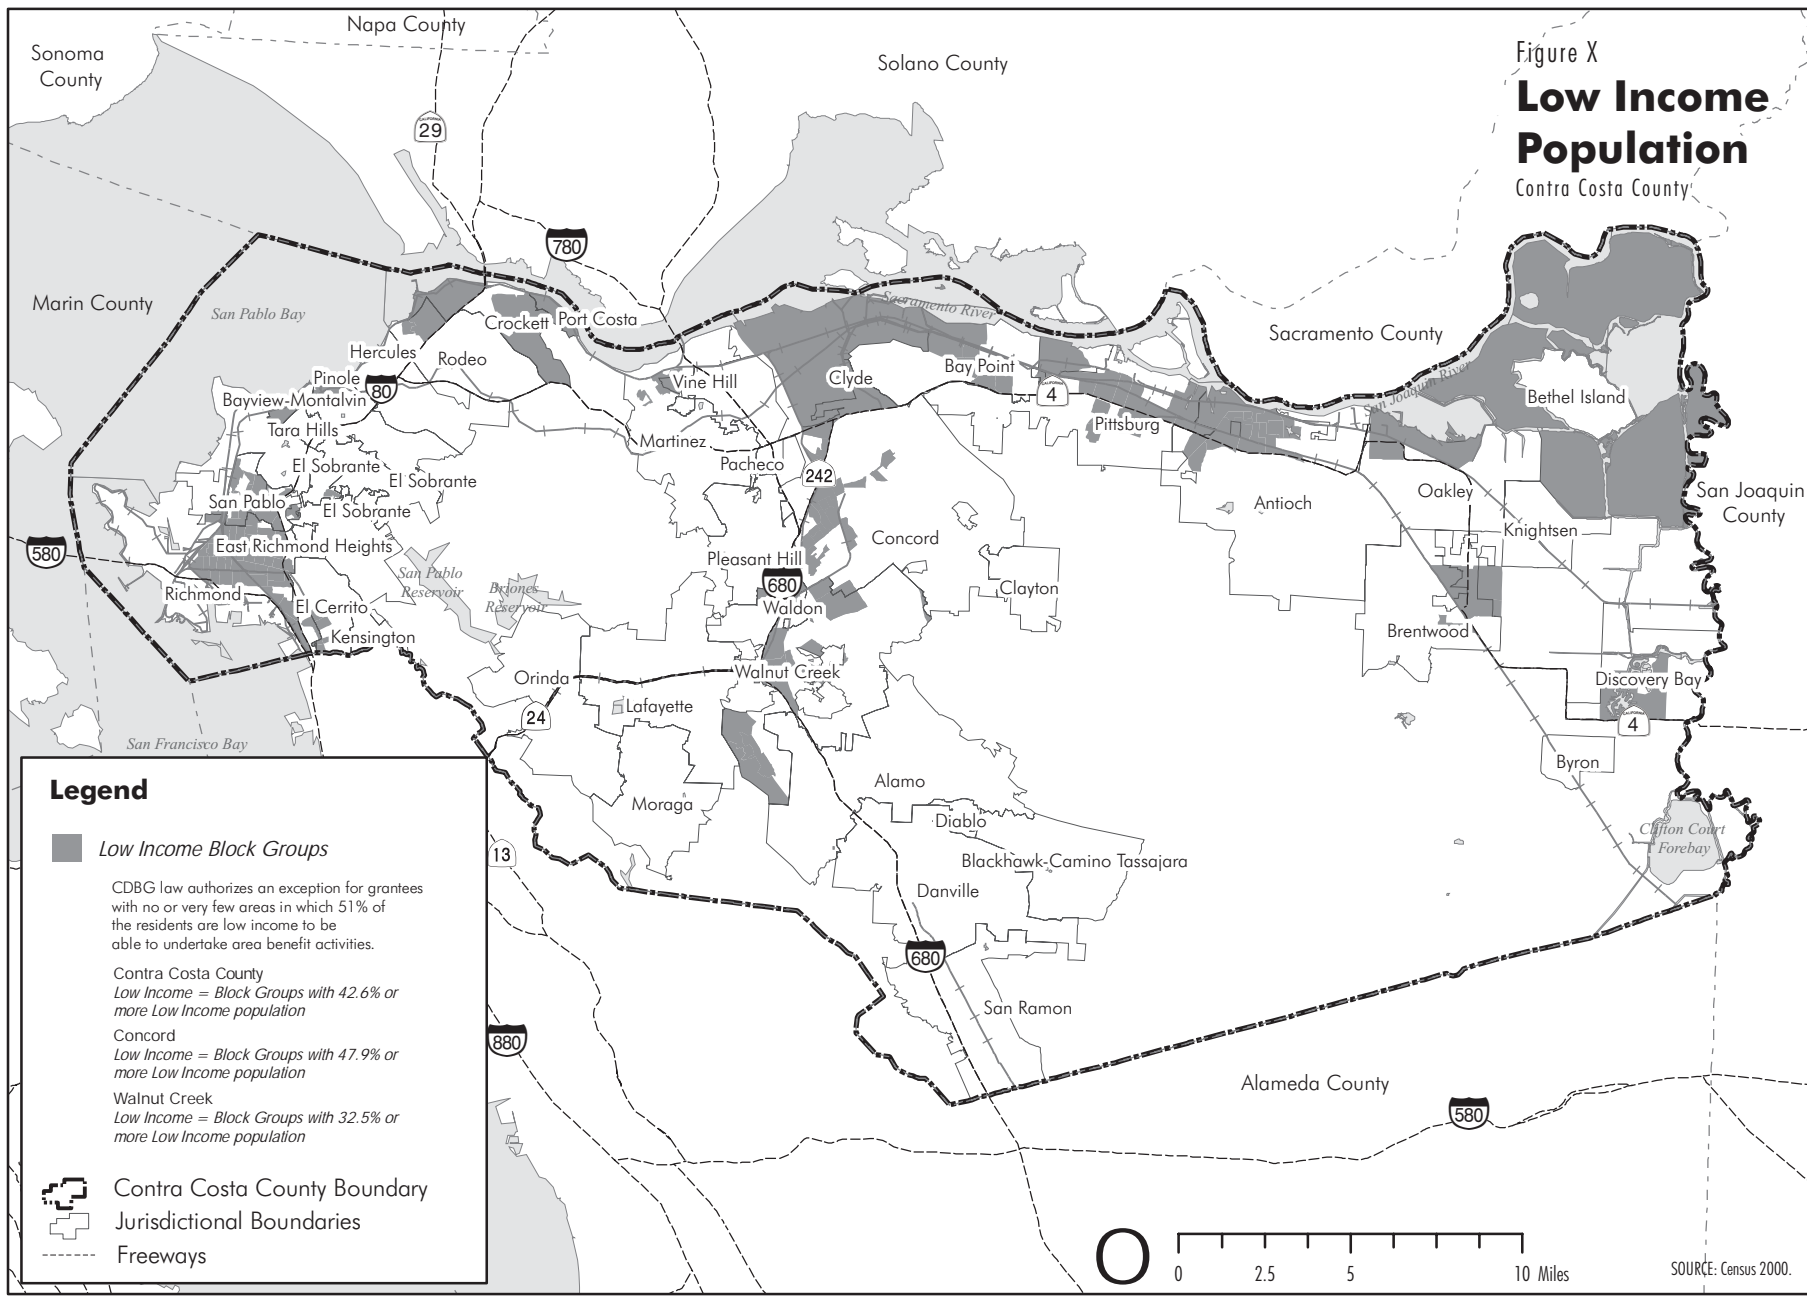 Napa County
Sonoma
County
Solano County
Figure X
Low Income
Population
Contra Costa County
CALIFORNIA
29
780
Marin County
San Pablo Bay
Sacramento River
Crockett
Port Costa
Sacramento County
Hercules
Rodeo
Pinole
80
Vine Hill
Clyde
Bay Point
CALIFORNIA
4
San Joaquin River
Bethel Island
Bayview-Montalvin
Tara Hills
Martinez
Pittsburg
El Sobrante
El Sobrante
Pacheco
242
San Pablo
El Sobrante
Antioch
Oakley
San Joaquin
County
Knightsen
580
East Richmond Heights
Concord
San Pablo
Reservoir
Briones
Reservoir
Pleasant Hill
680
Clayton
Richmond
El Cerrito
Waldon
Kensington
Brentwood
Orinda
Walnut Creek
Discovery Bay
Lafayette
24
CALIFORNIA
4
San Francisco Bay
Byron
Alamo
Moraga
Diablo
Clifton Court
Forebay
13
Blackhawk-Camino Tassajara
Danville
680
San Ramon
880
Alameda County
580
Legend
Low Income Block Groups
CDBG law authorizes an exception for grantees
with no or very few areas in which 51% of
the residents are low income to be
able to undertake area benefit activities.
Contra Costa County
Low Income = Block Groups with 42.6% or
more Low Income population
Concord
Low Income = Block Groups with 47.9% or
more Low Income population
Walnut Creek
Low Income = Block Groups with 32.5% or
more Low Income population
Contra Costa County Boundary
Jurisdictional Boundaries
Freeways
O
0 2.5 5 10 Miles
SOURCE: Census 2000.